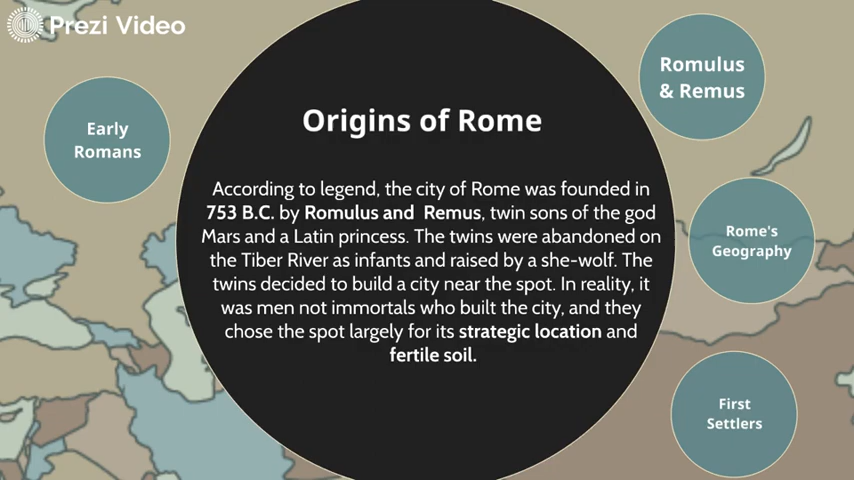 Prezi Video
Early
Romans
Origins of Rome
According to legend, the city of Rome was founded in
753 B.C. by Romulus and Remus, twin sons of the god
Mars and a Latin princess. The twins were abandoned on
the Tiber River as infants and raised by a she-wolf. The
twins decided to build a city near the spot. In reality, it
was men not immortals who built the city, and they
chose the spot largely for its strategic location and
fertile soil.
Romulus
& Remus
Rome's
Geography
First
Settlers